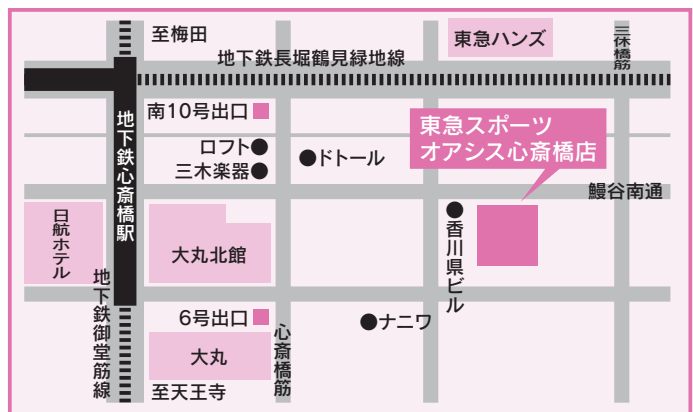 至梅田
東急ハンズ
三休橋筋
地下鉄長堀鶴見緑地線
南10号出口
東急スポーツ
オアシス心斎橋店
地下鉄心斎橋駅
ロフト
ドトール
三木楽器
鰻谷南通
日航ホテル
大丸北館
香川県ビル
地下鉄御堂筋線
6号出口
ナニワ
心斎橋筋
大丸
至天王寺